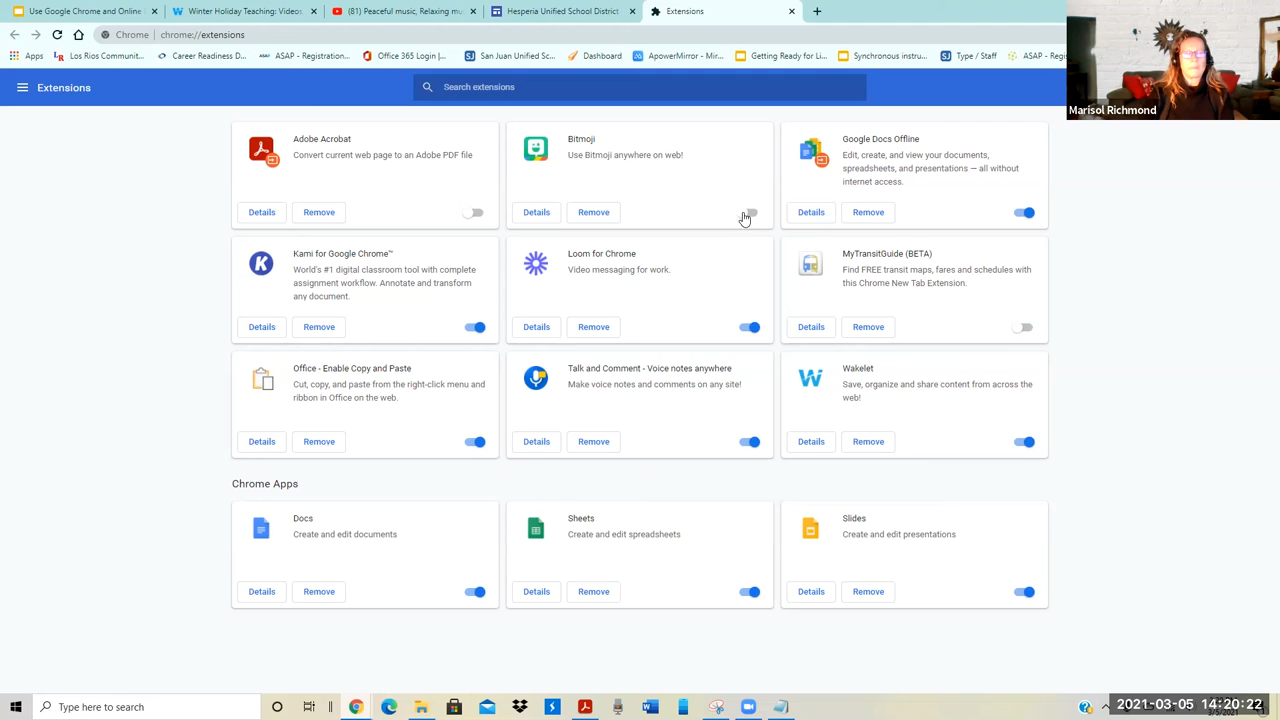 Use Google Chrome and Online
Winter Holiday Teaching: Videos
(81) Peaceful music, Relaxing mu
Hesperia Unified School District
Extensions
Chrome | chrome://extensions
Apps
Los Rios Communit...
Career Readiness D...
ASAP - Registration...
Office 365 Login |...
San Juan Unified Sc...
Dashboard
ApowerMirror - Mir...
Getting Ready for Li...
Synchronous instru...
Type / Staff
ASAP - Regi
Marisol Richmond
Extensions
Search extensions
Adobe Acrobat
Convert current web page to an Adobe PDF file
Details
Remove
Bitmoji
Use Bitmoji anywhere on web!
Details
Remove
Google Docs Offline
Edit, create, and view your documents,
spreadsheets, and presentations — all without
internet access.
Details
Remove
Kami for Google Chrome™
World's #1 digital classroom tool with complete
assignment workflow. Annotate and transform
any document.
Details
Remove
Loom for Chrome
Video messaging for work.
Details
Remove
MyTransitGuide (BETA)
Find FREE transit maps, fares and schedules with
this Chrome New Tab Extension.
Details
Remove
Office - Enable Copy and Paste
Cut, copy, and paste from the right-click menu and
ribbon in Office on the web.
Details
Remove
Talk and Comment - Voice notes anywhere
Make voice notes and comments on any site!
Details
Remove
Wakelet
Save, organize and share content from across the
web!
Details
Remove
Chrome Apps
Docs
Create and edit documents
Details
Remove
Sheets
Create and edit spreadsheets
Details
Remove
Slides
Create and edit presentations
Details
Remove
Type here to search
2021-03-05 14:20:22